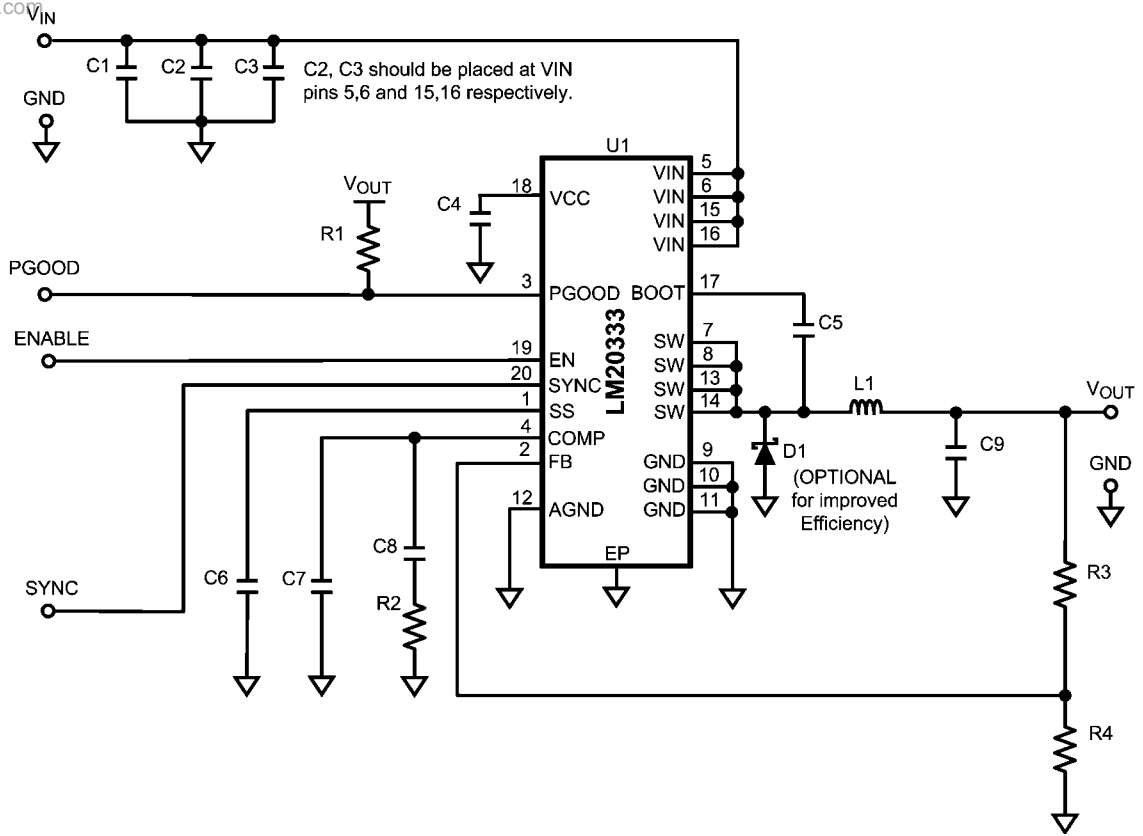 .com
VIN
C1
C2
C3
C2, C3 should be placed at VIN
pins 5,6 and 15,16 respectively.
GND
U1
VIN 5
VIN 6
VIN 15
VIN 16
18 VCC
C4
VOUT
R1
PGOOD
3 PGOOD
BOOT 17
C5
ENABLE
19 EN
20 SYNC
1 SS
4 COMP
2 FB
12 AGND
LM20333
SW 7
SW 8
SW 13
SW 14
L1
VOUT
GND 9
GND 10
GND 11
D1
(OPTIONAL
for improved
Efficiency)
C9
GND
EP
C8
C6
C7
R2
SYNC
R3
R4